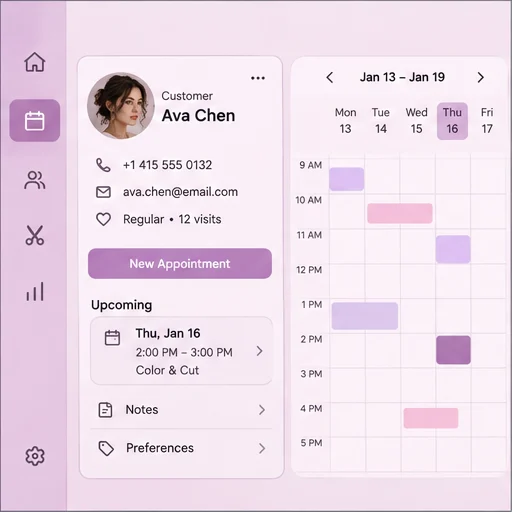 Customer
Ava Chen
+1 415 555 0132
ava.chen@email.com
Regular • 12 visits
New Appointment
Upcoming
Thu, Jan 16
2:00 PM – 3:00 PM
Color & Cut
Notes
Preferences
Jan 13 – Jan 19
Mon Tue Wed Thu Fri
13 14 15 16 17
9 AM
10 AM
11 AM
12 PM
1 PM
2 PM
3 PM
4 PM
5 PM